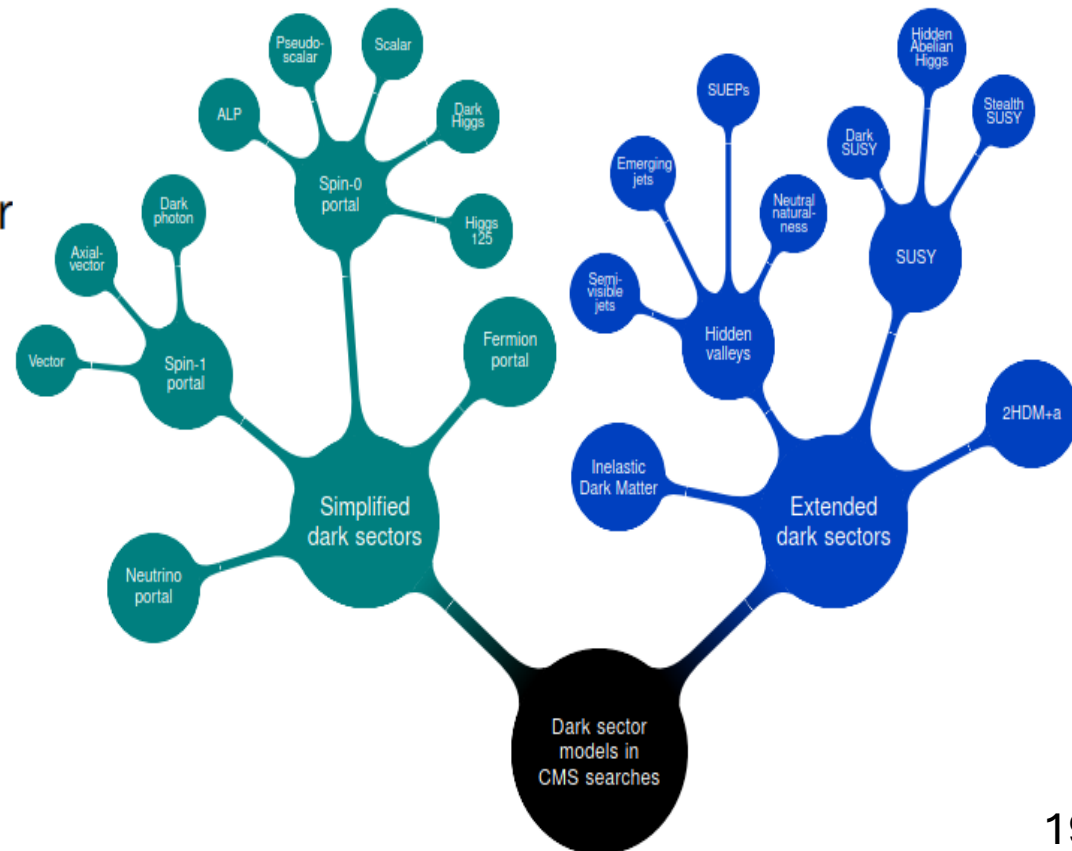 Pseudo-
scalar
Scalar
ALP
Dark
Higgs
Spin-0
portal
Higgs
125
Dark
photon
Axial-
vector
Vector
Spin-1
portal
Fermion
portal
Simplified
dark sectors
Neutrino
portal
Hidden
Abelian
Higgs
SUEPs
Stealth
SUSY
Dark
SUSY
Emerging
jets
Neutral
natural-
ness
SUSY
Semi-
visible
jets
Hidden
valleys
2HDM+a
Inelastic
Dark Matter
Extended
dark sectors
Dark sector
models in
CMS searches
r
19